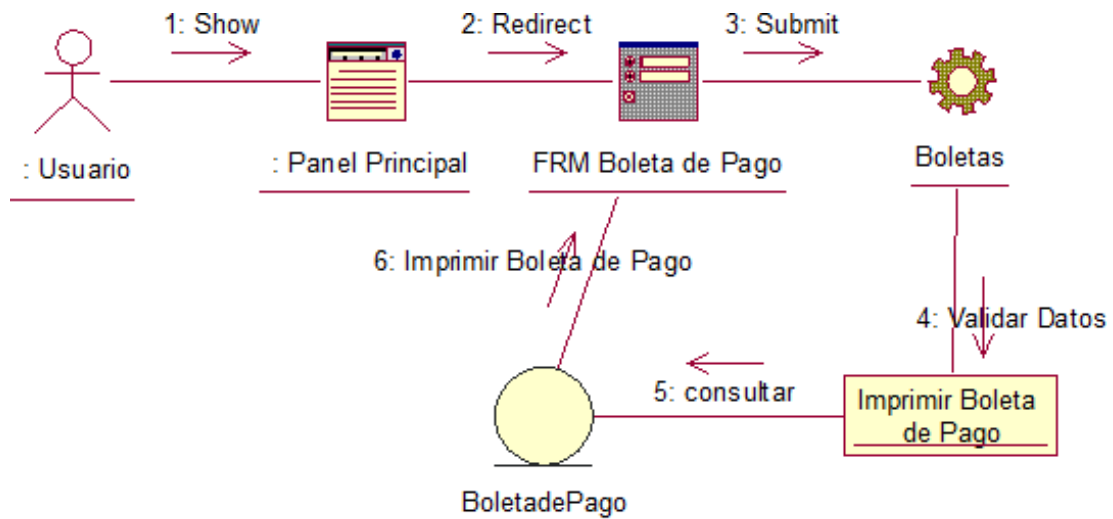 1: Show
2: Redirect
3: Submit
: Usuario
: Panel Principal
FRM Boleta de Pago
Boletas
6: Imprimir Boleta de Pago
4: Validar Datos
5: consultar
Imprimir Boleta
de Pago
BoletadePago